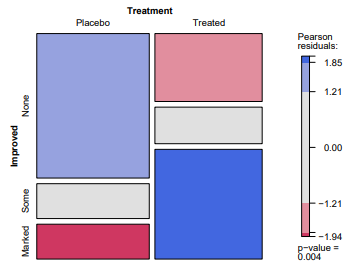 Treatment
Placebo Treated
Improved
None
Some
Marked
Pearson
residuals:
1.85
1.21
0.00
−1.21
−1.94
p−value =
0.004